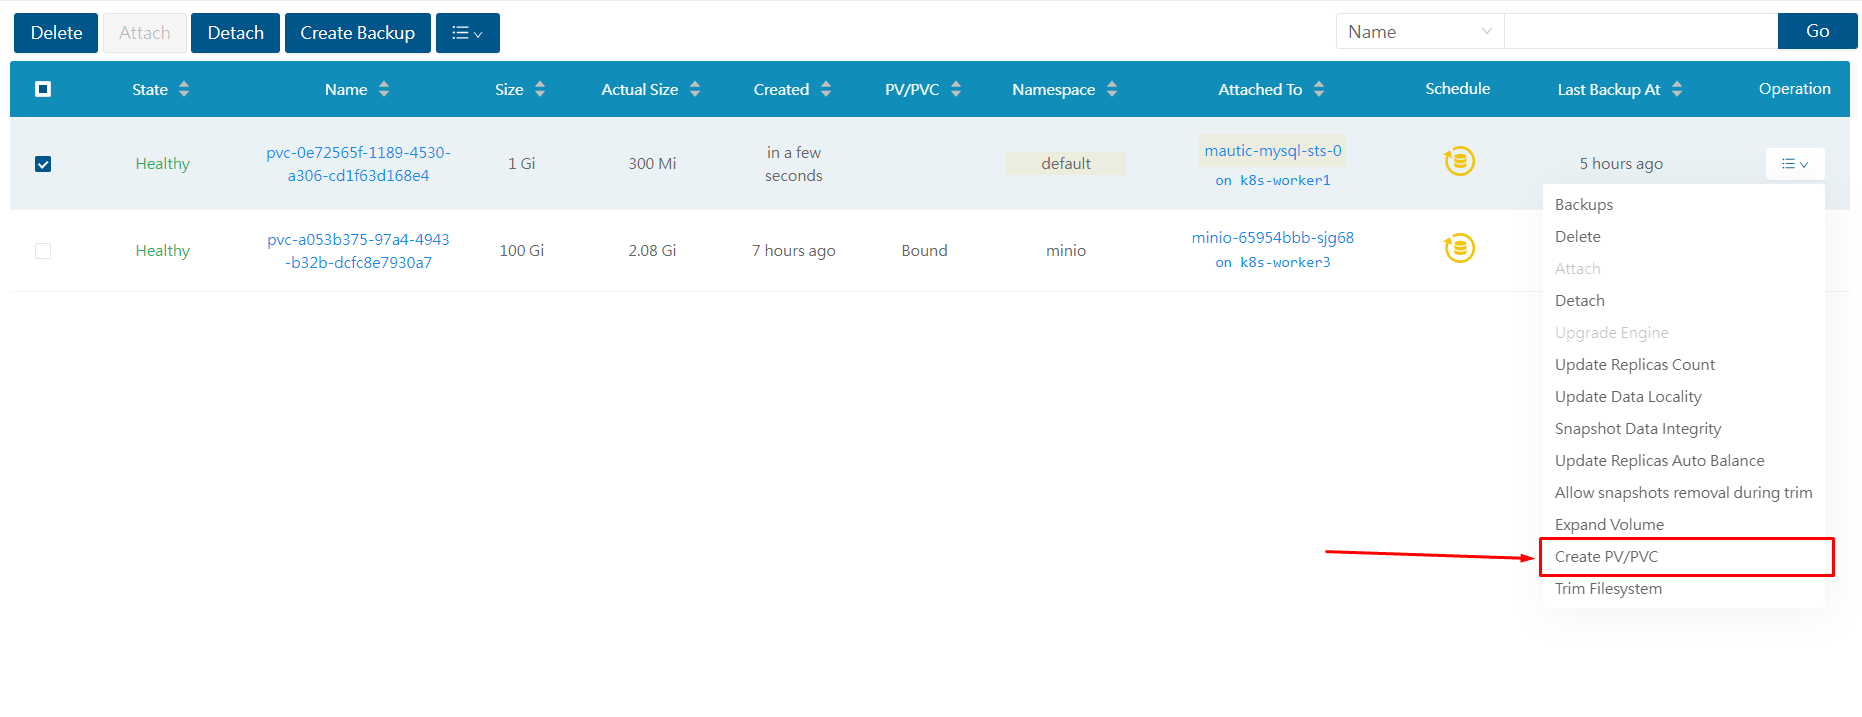 Delete Attach Detach Create Backup Name Go
State Name Size Actual Size Created PV/PVC Namespace Attached To Schedule Last Backup At Operation
Healthy pvc-0e72565f-1189-4530- 1 Gi 300 Mi in a few default mautic-mysql-sts-0 5 hours ago
a306-cd1f63d168e4 seconds on k8s-worker1
Healthy pvc-a053b375-97a4-4943 100 Gi 2.08 Gi 7 hours ago Bound minio minio-65954bbb-sjg68
-b32b-dcfc8e7930a7 on k8s-worker3
Backups
Delete
Attach
Detach
Upgrade Engine
Update Replicas Count
Update Data Locality
Snapshot Data Integrity
Update Replicas Auto Balance
Allow snapshots removal during trim
Expand Volume
Create PV/PVC
Trim Filesystem